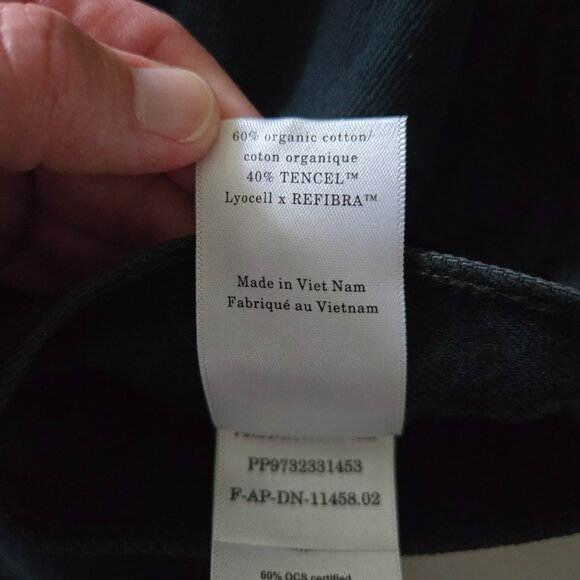 60% organic cotton/
coton organique
40% TENCEL™
Lyocell x REFIBRA™
Made in Viet Nam
Fabriqué au Vietnam
PP9732331453
F-AP-DN-11458.02
60% OCS certified